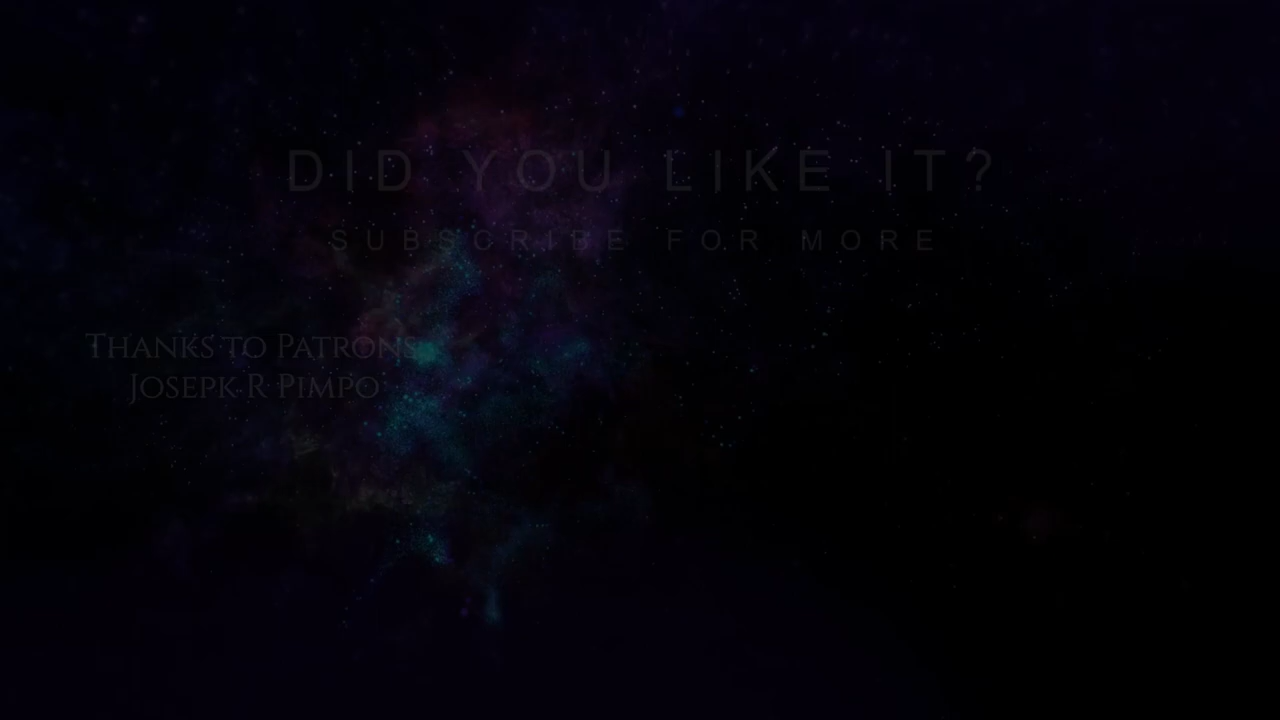 DID YOU LIKE IT?
SUBSCRIBE FOR MORE
Thanks to Patrons
Josepk R Pimpo